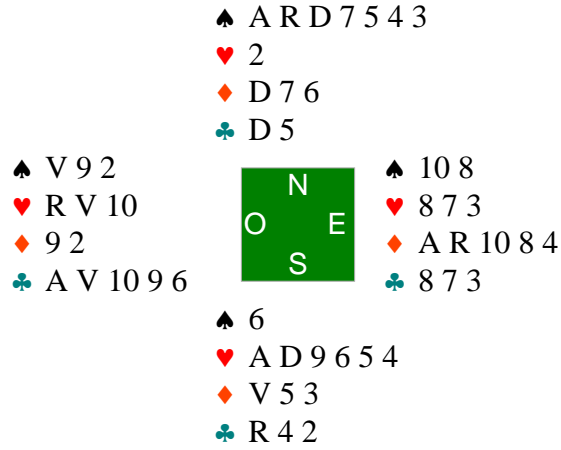 ♠ A R D 7 5 4 3
♥ 2
♦ D 7 6
♣ D 5
♠ V 9 2
♥ R V 10
♦ 9 2
♣ A V 10 9 6
N
O E
S
♠ 10 8
♥ 8 7 3
♦ A R 10 8 4
♣ 8 7 3
♠ 6
♥ A D 9 6 5 4
♦ V 5 3
♣ R 4 2